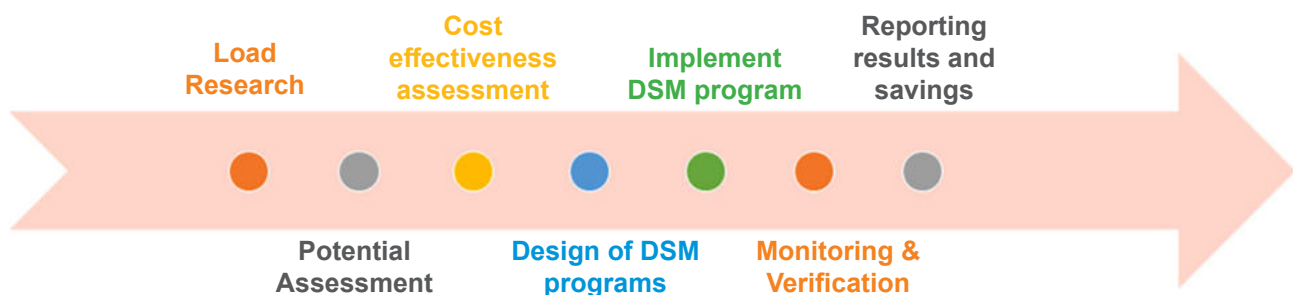 Load
Research
Potential
Assessment
Cost
effectiveness
assessment
Design of DSM
programs
Implement
DSM program
Monitoring &
Verification
Reporting
results and
savings